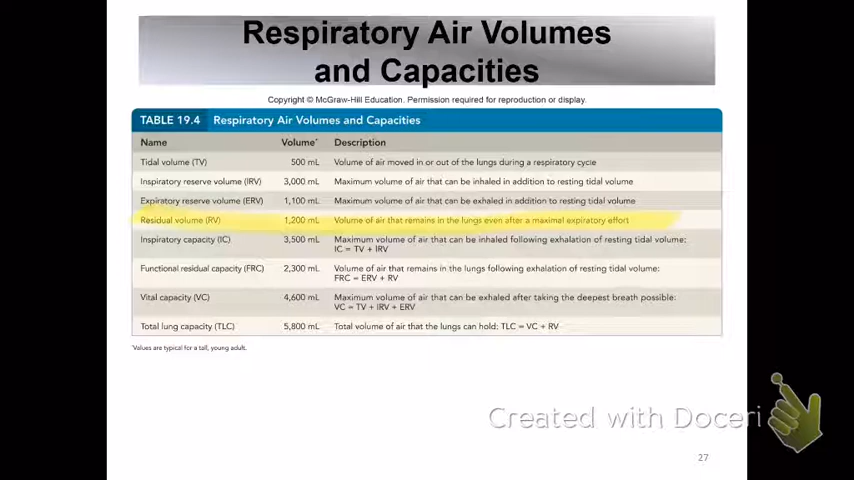 Respiratory Air Volumes
and Capacities
Copyright © McGraw-Hill Education. Permission required for reproduction or display.
TABLE 19.4 Respiratory Air Volumes and Capacities
Name Volume* Description
Tidal volume (TV) 500 mL Volume of air moved in or out of the lungs during a respiratory cycle
Inspiratory reserve volume (IRV) 3,000 mL Maximum volume of air that can be inhaled in addition to resting tidal volume
Expiratory reserve volume (ERV) 1,100 mL Maximum volume of air that can be exhaled in addition to resting tidal volume
Residual volume (RV) 1,200 mL Volume of air that remains in the lungs even after a maximal expiratory effort
Inspiratory capacity (IC) 3,500 mL Maximum volume of air that can be inhaled following exhalation of resting tidal volume:
IC = TV + IRV
Functional residual capacity (FRC) 2,300 mL Volume of air that remains in the lungs following exhalation of resting tidal volume:
FRC = ERV + RV
Vital capacity (VC) 4,600 mL Maximum volume of air that can be exhaled after taking the deepest breath possible:
VC = TV + IRV + ERV
Total lung capacity (TLC) 5,800 mL Total volume of air that the lungs can hold: TLC = VC + RV
*Values are typical for a tall, young adult.
Created with Doceri
27